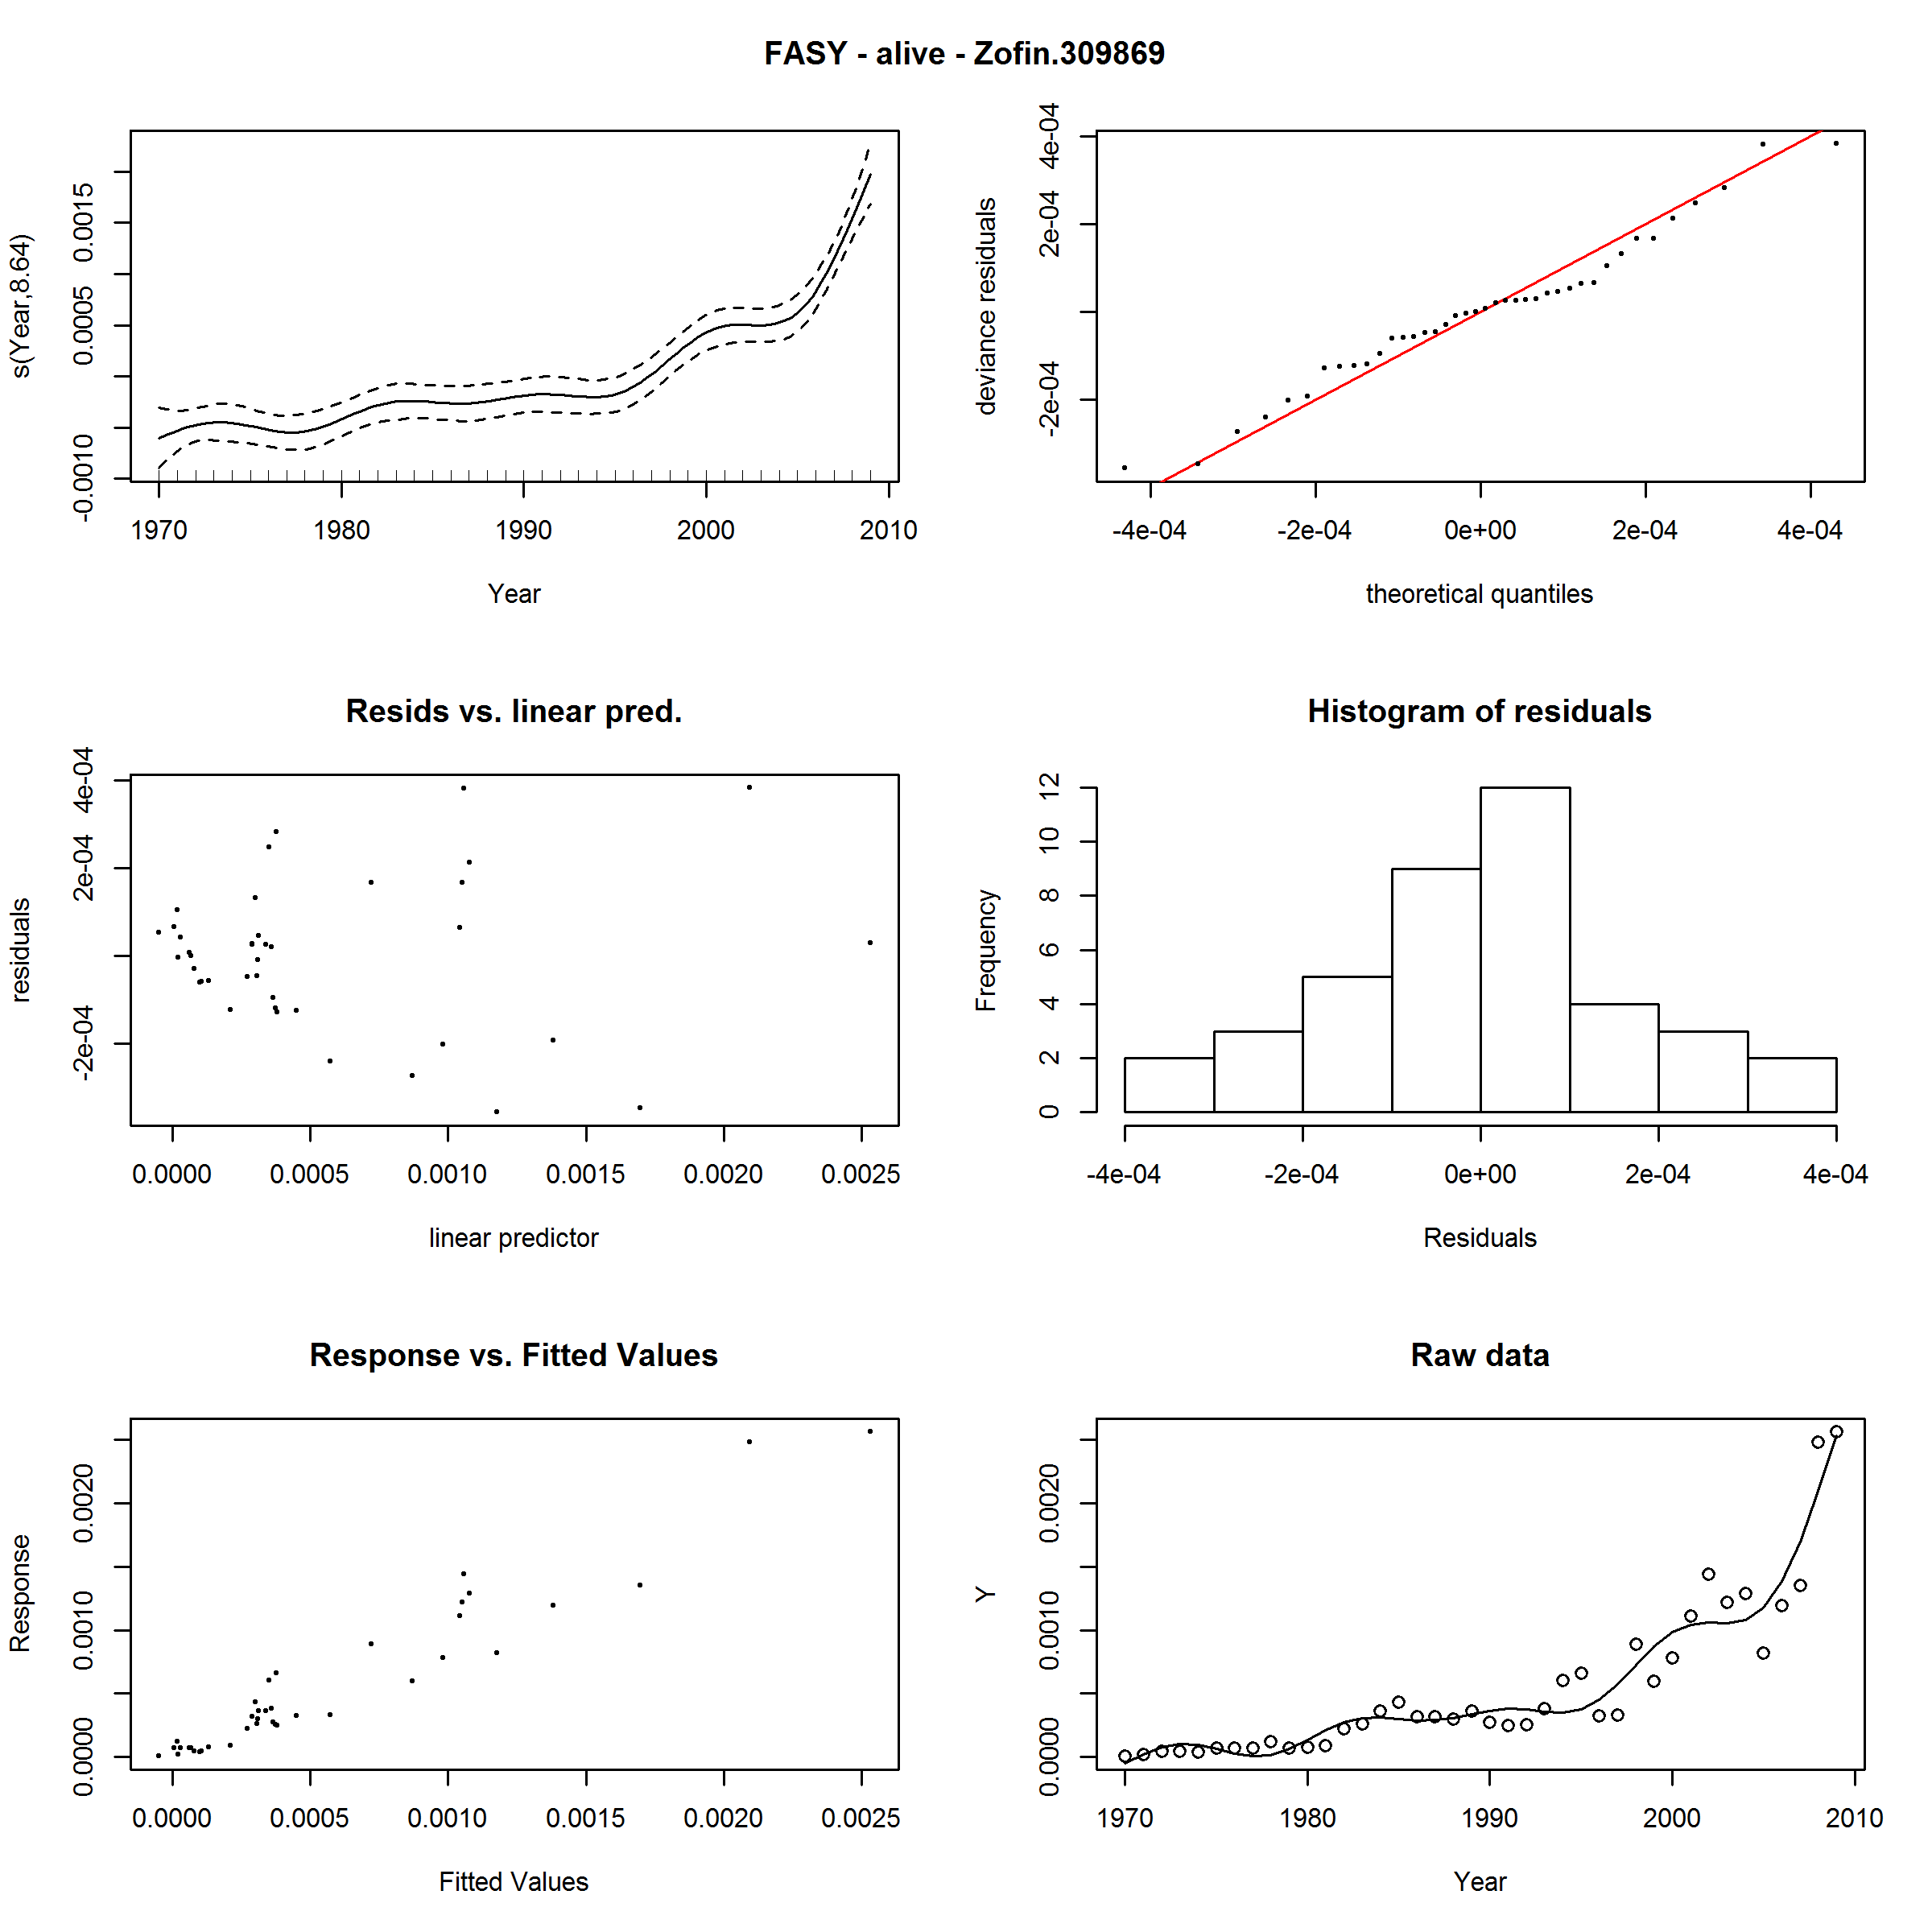 FASY - alive - Zofin.309869
s(Year,8.64)
-0.0010 0.0005 0.0015
1970 1980 1990 2000 2010
Year
deviance residuals
-2e-04 2e-04 4e-04
-4e-04 -2e-04 0e+00 2e-04 4e-04
theoretical quantiles
Resids vs. linear pred.
residuals
-2e-04 2e-04 4e-04
0.0000 0.0005 0.0010 0.0015 0.0020 0.0025
linear predictor
Histogram of residuals
Frequency
0 2 4 6 8 10 12
-4e-04 -2e-04 0e+00 2e-04 4e-04
Residuals
Response vs. Fitted Values
Response
0.0000 0.0010 0.0020
0.0000 0.0005 0.0010 0.0015 0.0020 0.0025
Fitted Values
Raw data
Y
0.0000 0.0010 0.0020
1970 1980 1990 2000 2010
Year